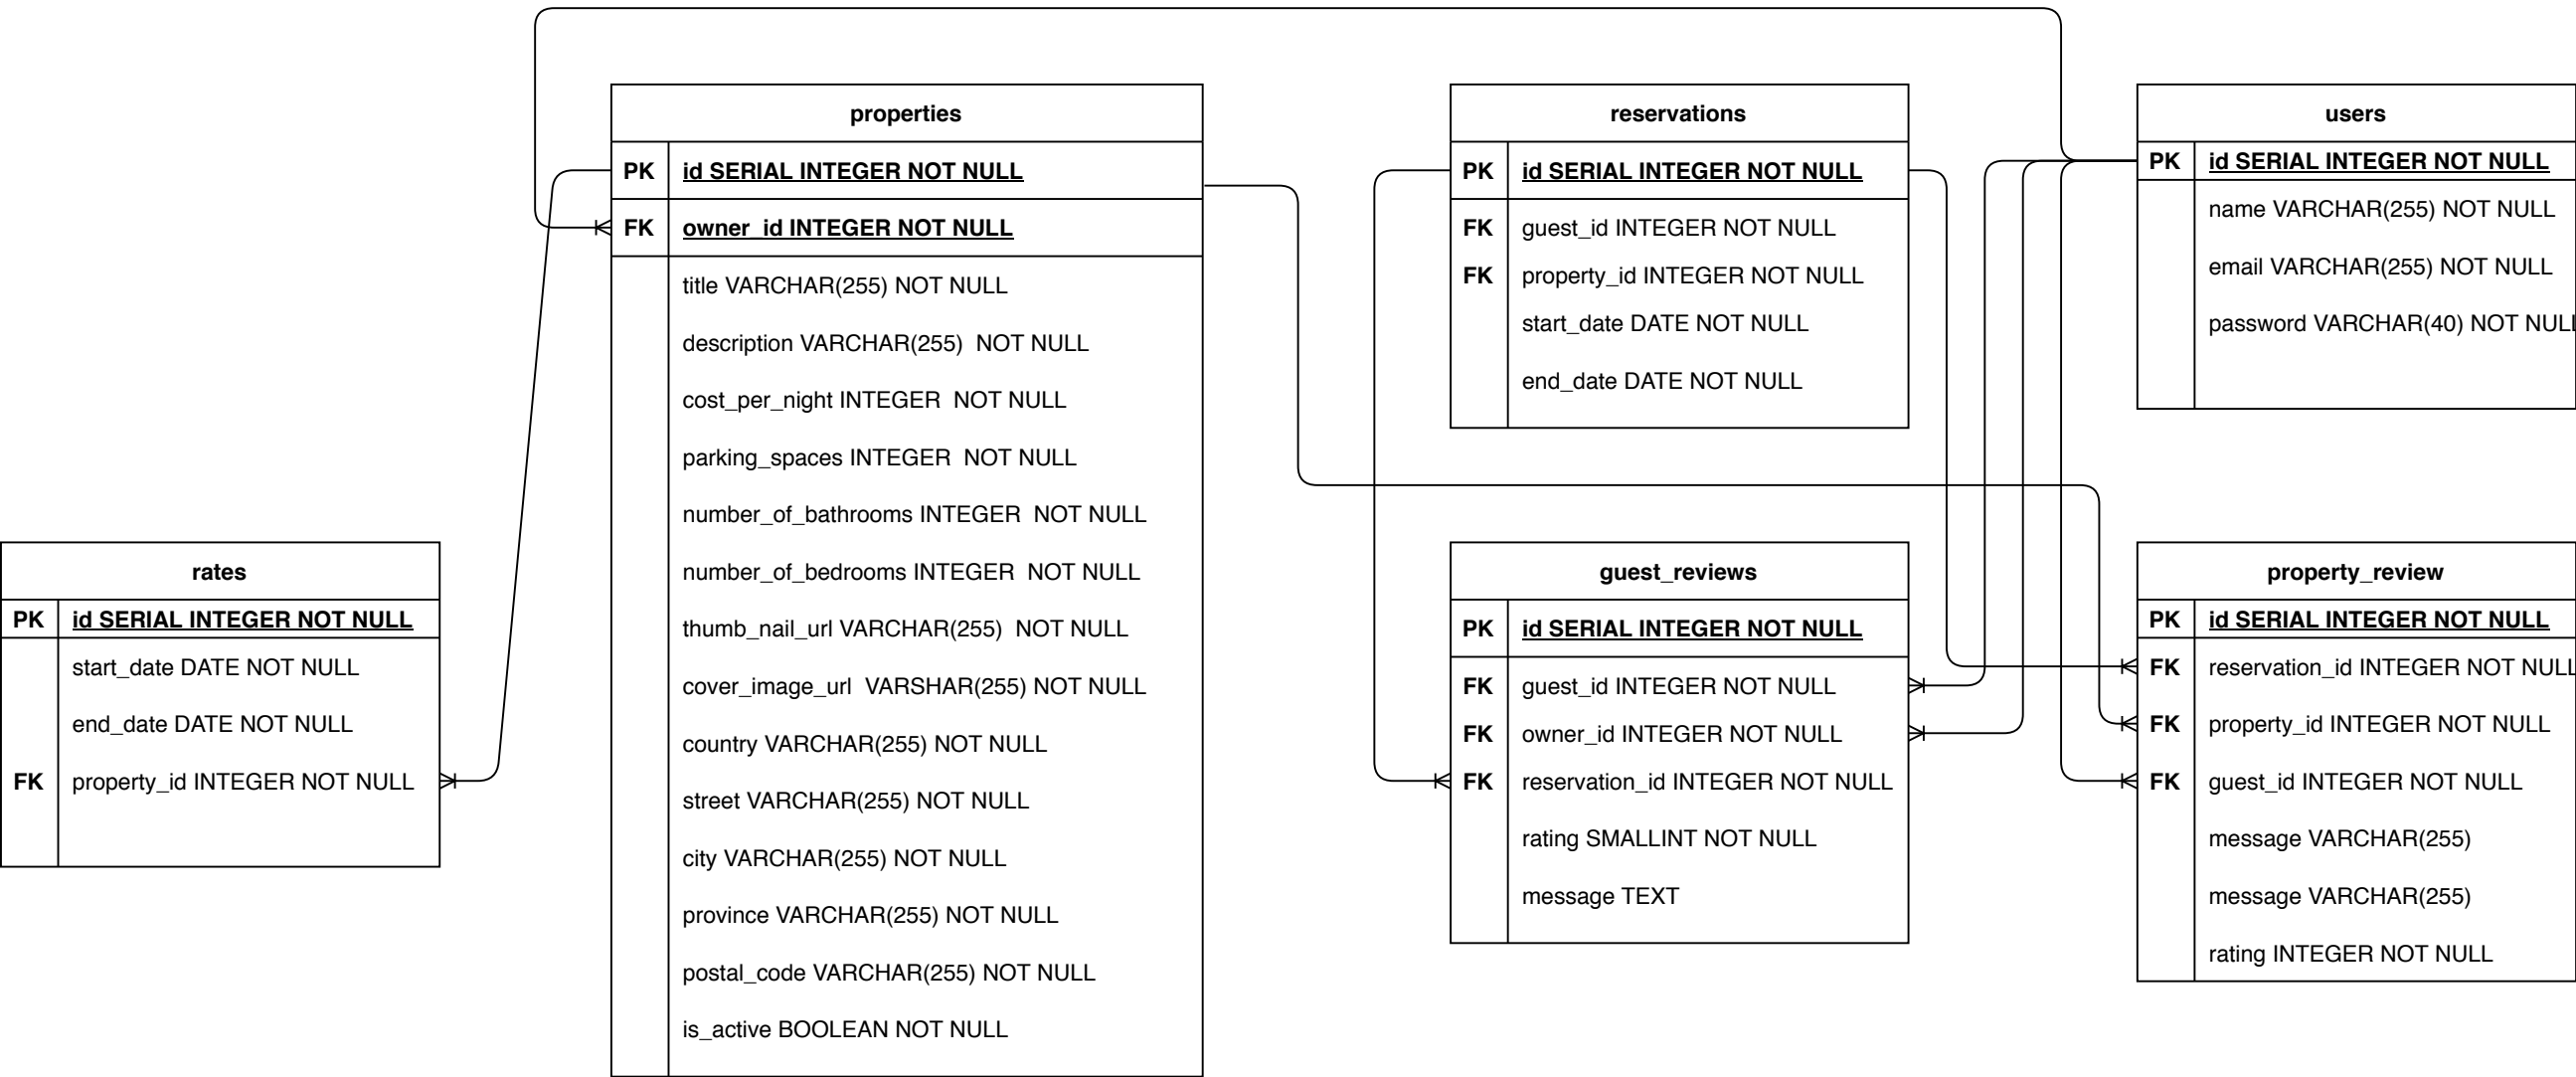 properties
PK id SERIAL INTEGER NOT NULL
FK owner_id INTEGER NOT NULL
title VARCHAR(255) NOT NULL
description VARCHAR(255)  NOT NULL
cost_per_night INTEGER  NOT NULL
parking_spaces INTEGER  NOT NULL
number_of_bathrooms INTEGER  NOT NULL
number_of_bedrooms INTEGER  NOT NULL
thumb_nail_url VARCHAR(255)  NOT NULL
cover_image_url  VARSHAR(255) NOT NULL
country VARCHAR(255) NOT NULL
street VARCHAR(255) NOT NULL
city VARCHAR(255) NOT NULL
province VARCHAR(255) NOT NULL
postal_code VARCHAR(255) NOT NULL
is_active BOOLEAN NOT NULL
reservations
PK id SERIAL INTEGER NOT NULL
FK guest_id INTEGER NOT NULL
FK property_id INTEGER NOT NULL
start_date DATE NOT NULL
end_date DATE NOT NULL
users
PK id SERIAL INTEGER NOT NULL
name VARCHAR(255) NOT NULL
email VARCHAR(255) NOT NULL
password VARCHAR(40) NOT NULL
rates
PK id SERIAL INTEGER NOT NULL
start_date DATE NOT NULL
end_date DATE NOT NULL
FK property_id INTEGER NOT NULL
guest_reviews
PK id SERIAL INTEGER NOT NULL
FK guest_id INTEGER NOT NULL
FK owner_id INTEGER NOT NULL
FK reservation_id INTEGER NOT NULL
rating SMALLINT NOT NULL
message TEXT
property_review
PK id SERIAL INTEGER NOT NULL
FK reservation_id INTEGER NOT NULL
FK property_id INTEGER NOT NULL
FK guest_id INTEGER NOT NULL
message VARCHAR(255)
message VARCHAR(255)
rating INTEGER NOT NULL